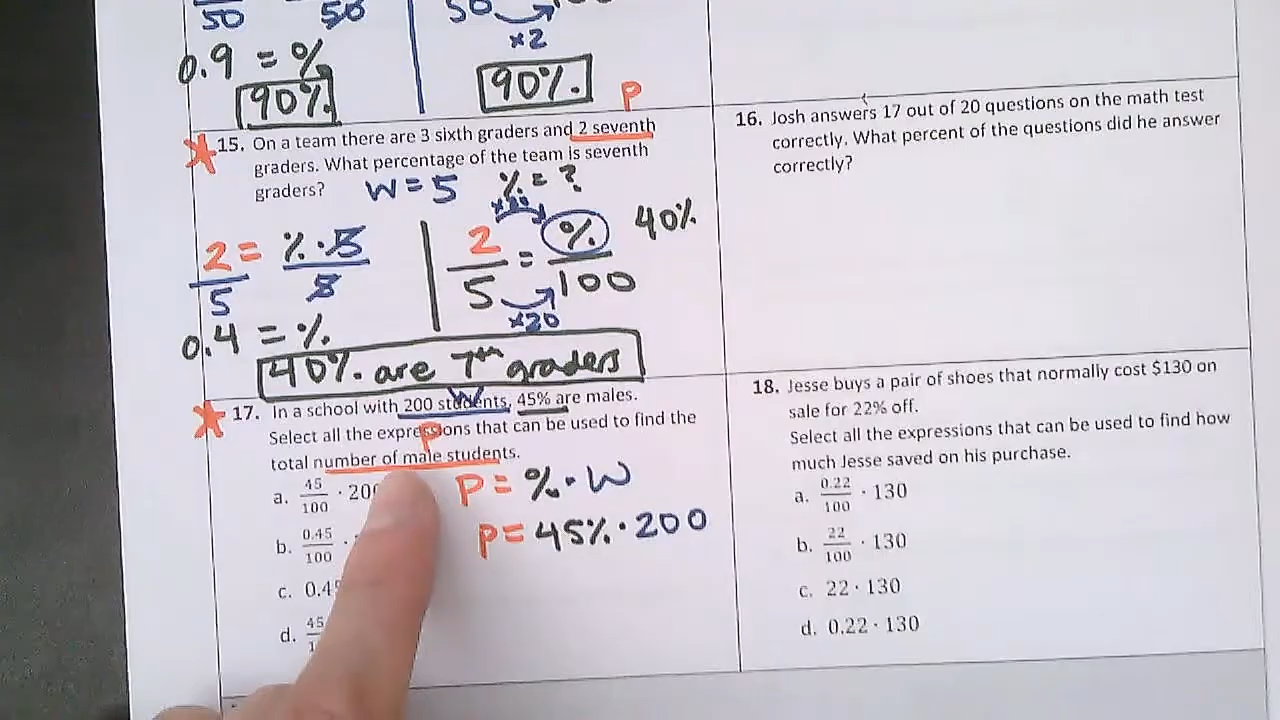 50 50 50 100
×2
0.9 = %
90%
90%
P
15. On a team there are 3 sixth graders and 2 seventh
graders. What percentage of the team is seventh
graders? W = 5 % = ?
×20
2 = % · 5
5 5
2 = % 40%
5 100
×20
0.4 = %
40% are 7th graders
16. Josh answers 17 out of 20 questions on the math test
correctly. What percent of the questions did he answer
correctly?
W
17. In a school with 200 students, 45% are males.
Select all the expressions that can be used to find the
P
total number of male students.
a. 45/100 · 200
b. 0.45/100 ·
c. 0.45
d. 45
P = % · W
P = 45% · 200
18. Jesse buys a pair of shoes that normally cost $130 on
sale for 22% off.
Select all the expressions that can be used to find how
much Jesse saved on his purchase.
a. 0.22/100 · 130
b. 22/100 · 130
c. 22 · 130
d. 0.22 · 130